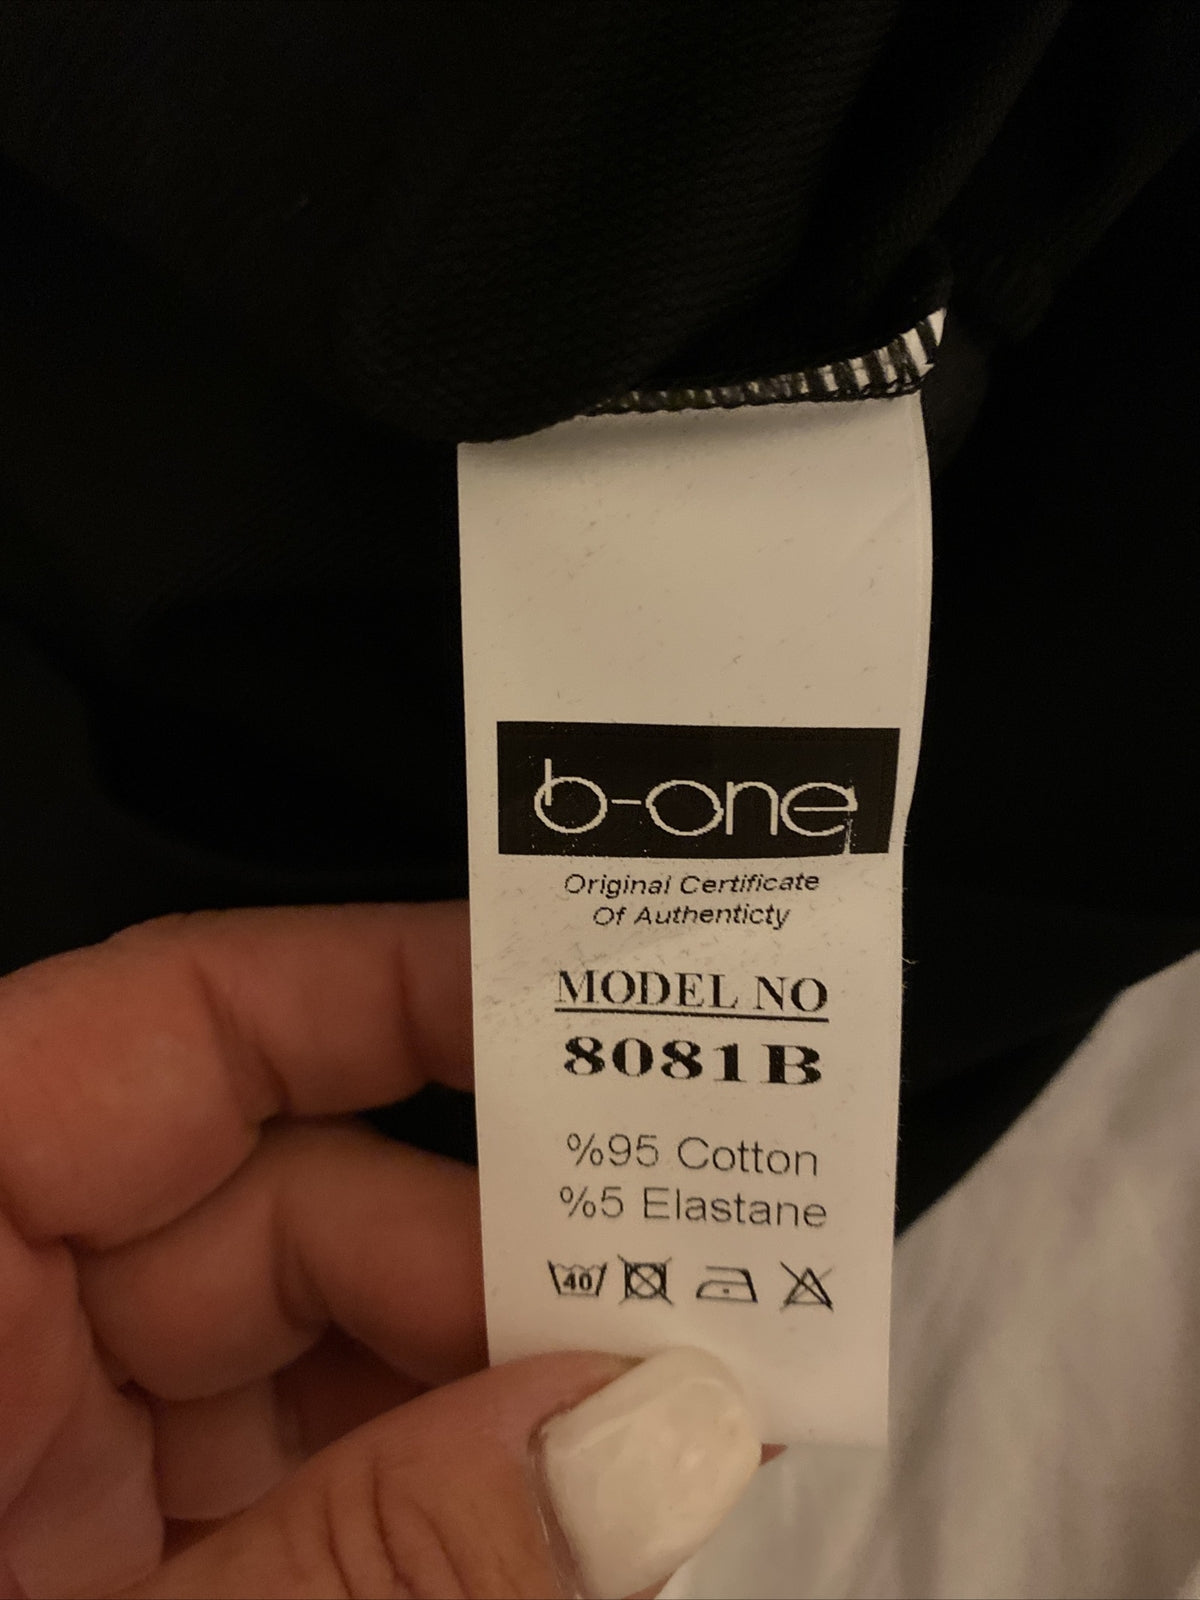 b-one
Original Certificate
Of Authenticty
MODEL NO
8081B
%95 Cotton
%5 Elastane
40